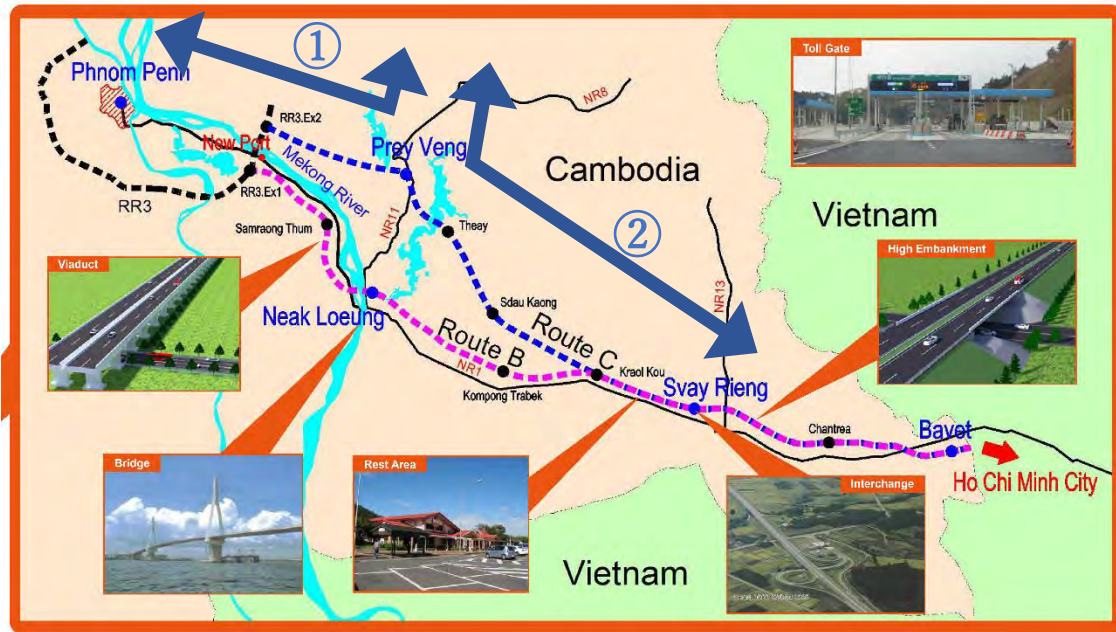 ①
Toll Gate
Phnom Penh
NR8
RR3.Ex2
New Port
Prey Veng
Cambodia
Mekong River
RR3
RR3.Ex1
NR11
Vietnam
Samraong Thum
Theay
②
Viaduct
High Embankment
NR13
Sdau Kaong
Neak Loeung
Route B
Route C
NR1
Kraol Kou
Kompong Trabek
Svay Rieng
Chantrea
Bavet
Bridge
Rest Area
Interchange
Ho Chi Minh City
Vietnam